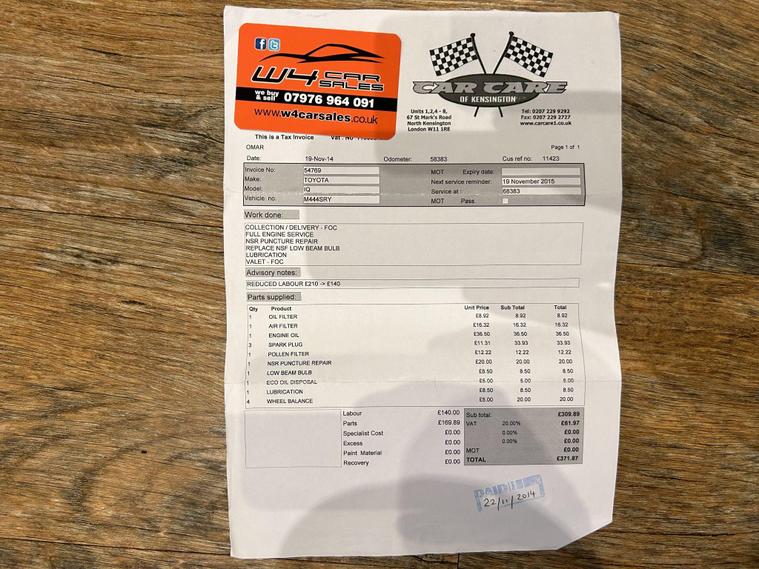 W4 CAR SALES
we buy & sell 07976 964 091
www.w4carsales.co.uk
CAR CARE
OF KENSINGTON
Units 1,2,4 - 8,
67 St Mark's Road
North Kensington
London W11 1RE
Tel: 0207 229 9292
Fax: 0207 229 2727
www.carcare1.co.uk
This is a Tax Invoice
OMAR
Page 1 of 1
Date: 19-Nov-14 Odometer: 58383 Cus ref no: 11423
Invoice No: 54769 MOT Expiry date:
Make: TOYOTA Next service reminder: 19 November 2015
Model: IQ Service at: 68383
Vehicle no: M444SRY MOT Pass
Work done:
COLLECTION / DELIVERY - FOC
FULL ENGINE SERVICE
NSR PUNCTURE REPAIR
REPLACE NSF LOW BEAM BULB
LUBRICATION
VALET - FOC
Advisory notes:
REDUCED LABOUR £210 -> £140
Parts supplied:
Qty Product Unit Price Sub Total Total
1 OIL FILTER £8.92 8.92 8.92
1 AIR FILTER £16.32 16.32 16.32
1 ENGINE OIL £36.50 36.50 36.50
3 SPARK PLUG £11.31 33.93 33.93
1 POLLEN FILTER £12.22 12.22 12.22
1 NSR PUNCTURE REPAIR £20.00 20.00 20.00
1 LOW BEAM BULB £8.50 8.50 8.50
1 ECO OIL DISPOSAL £5.00 5.00 5.00
1 LUBRICATION £8.50 8.50 8.50
4 WHEEL BALANCE £5.00 20.00 20.00
Labour £140.00 Sub total: £309.89
Parts £169.89 VAT 20.00% £61.97
Specialist Cost £0.00 0.00% £0.00
Excess £0.00 0.00% £0.00
Paint Material £0.00 MOT £0.00
Recovery £0.00 TOTAL £371.87
PAID
22/11/2014